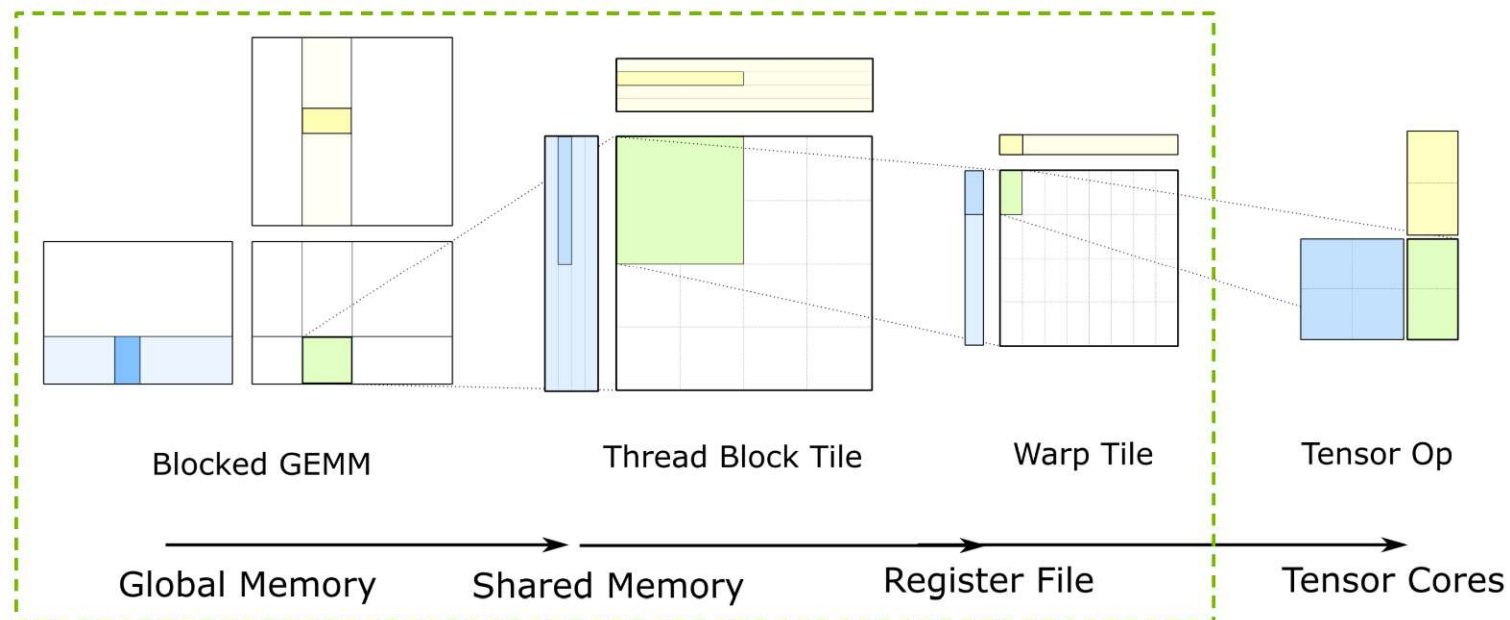 Blocked GEMM
Thread Block Tile
Warp Tile
Tensor Op
Global Memory
Shared Memory
Register File
Tensor Cores